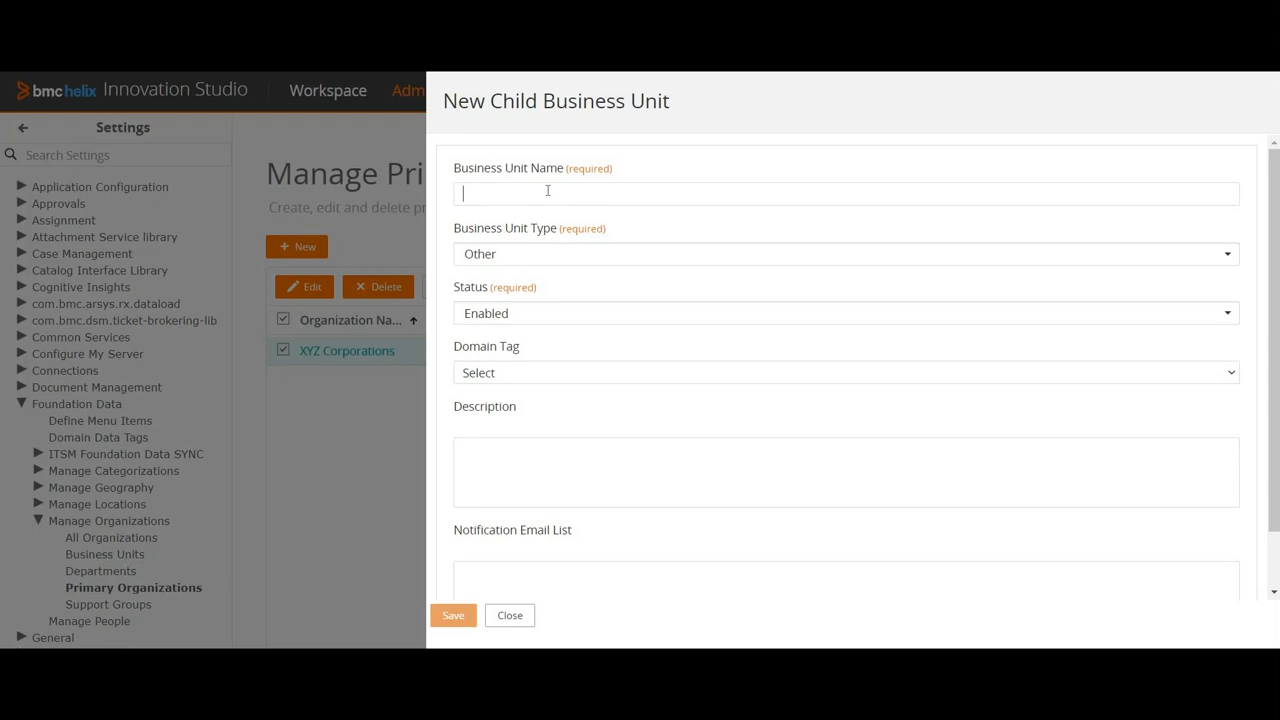 bmchelix Innovation Studio
Workspace
Adm
Settings
Search Settings
Application Configuration
Approvals
Assignment
Attachment Service library
Case Management
Catalog Interface Library
Cognitive Insights
com.bmc.arsys.rx.dataload
com.bmc.dsm.ticket-brokering-lib
Common Services
Configure My Server
Connections
Document Management
Foundation Data
Define Menu Items
Domain Data Tags
ITSM Foundation Data SYNC
Manage Categorizations
Manage Geography
Manage Locations
Manage Organizations
All Organizations
Business Units
Departments
Primary Organizations
Support Groups
Manage People
General
Manage Pri
Create, edit and delete pr
+ New
Edit
Delete
Organization Na...
XYZ Corporations
New Child Business Unit
Business Unit Name (required)
Business Unit Type (required)
Other
Status (required)
Enabled
Domain Tag
Select
Description
Notification Email List
Save
Close